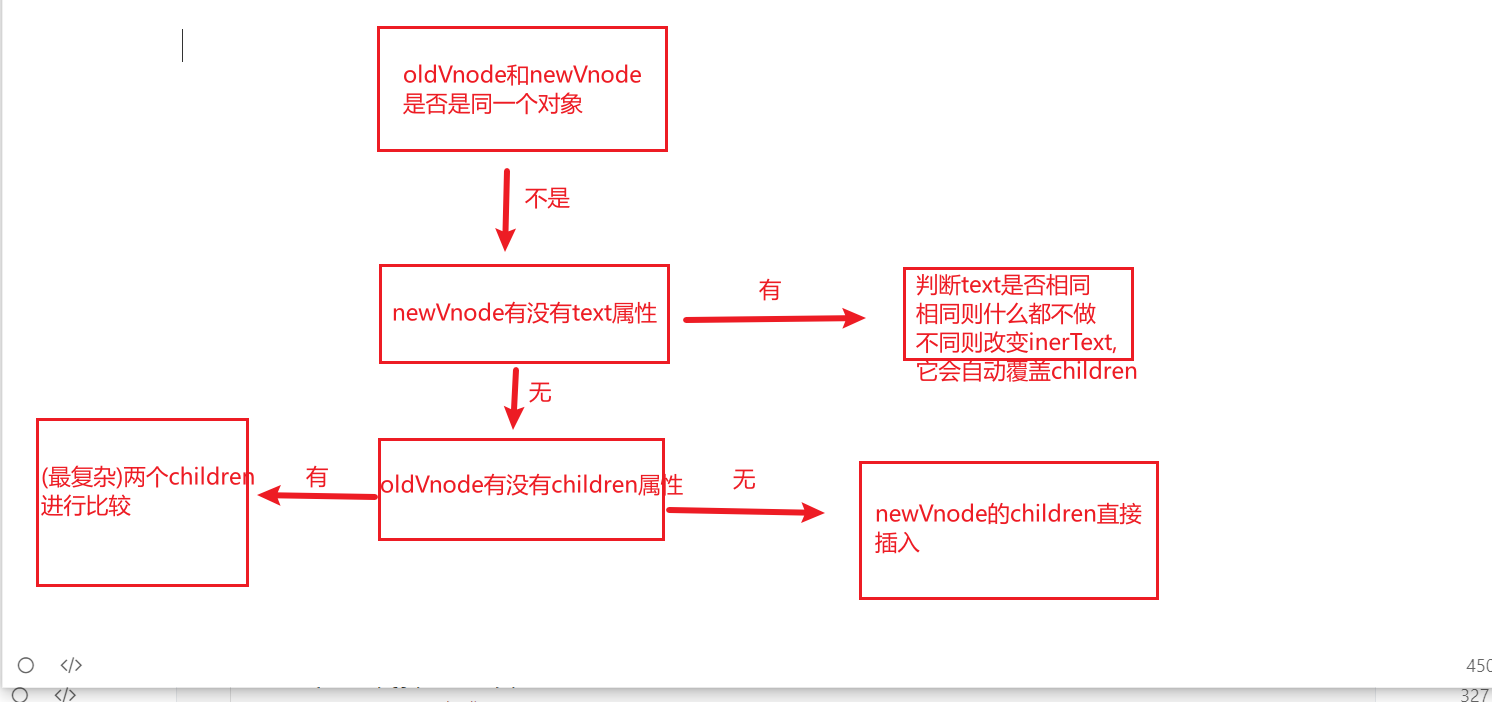 oldVnode和newVnode
是否是同一个对象
不是
newVnode有没有text属性
有
判断text是否相同
相同则什么都不做
不同则改变inerText,
它会自动覆盖children
无
(最复杂)两个children
进行比较
有
oldVnode有没有children属性
无
newVnode的children直接
插入
450
327